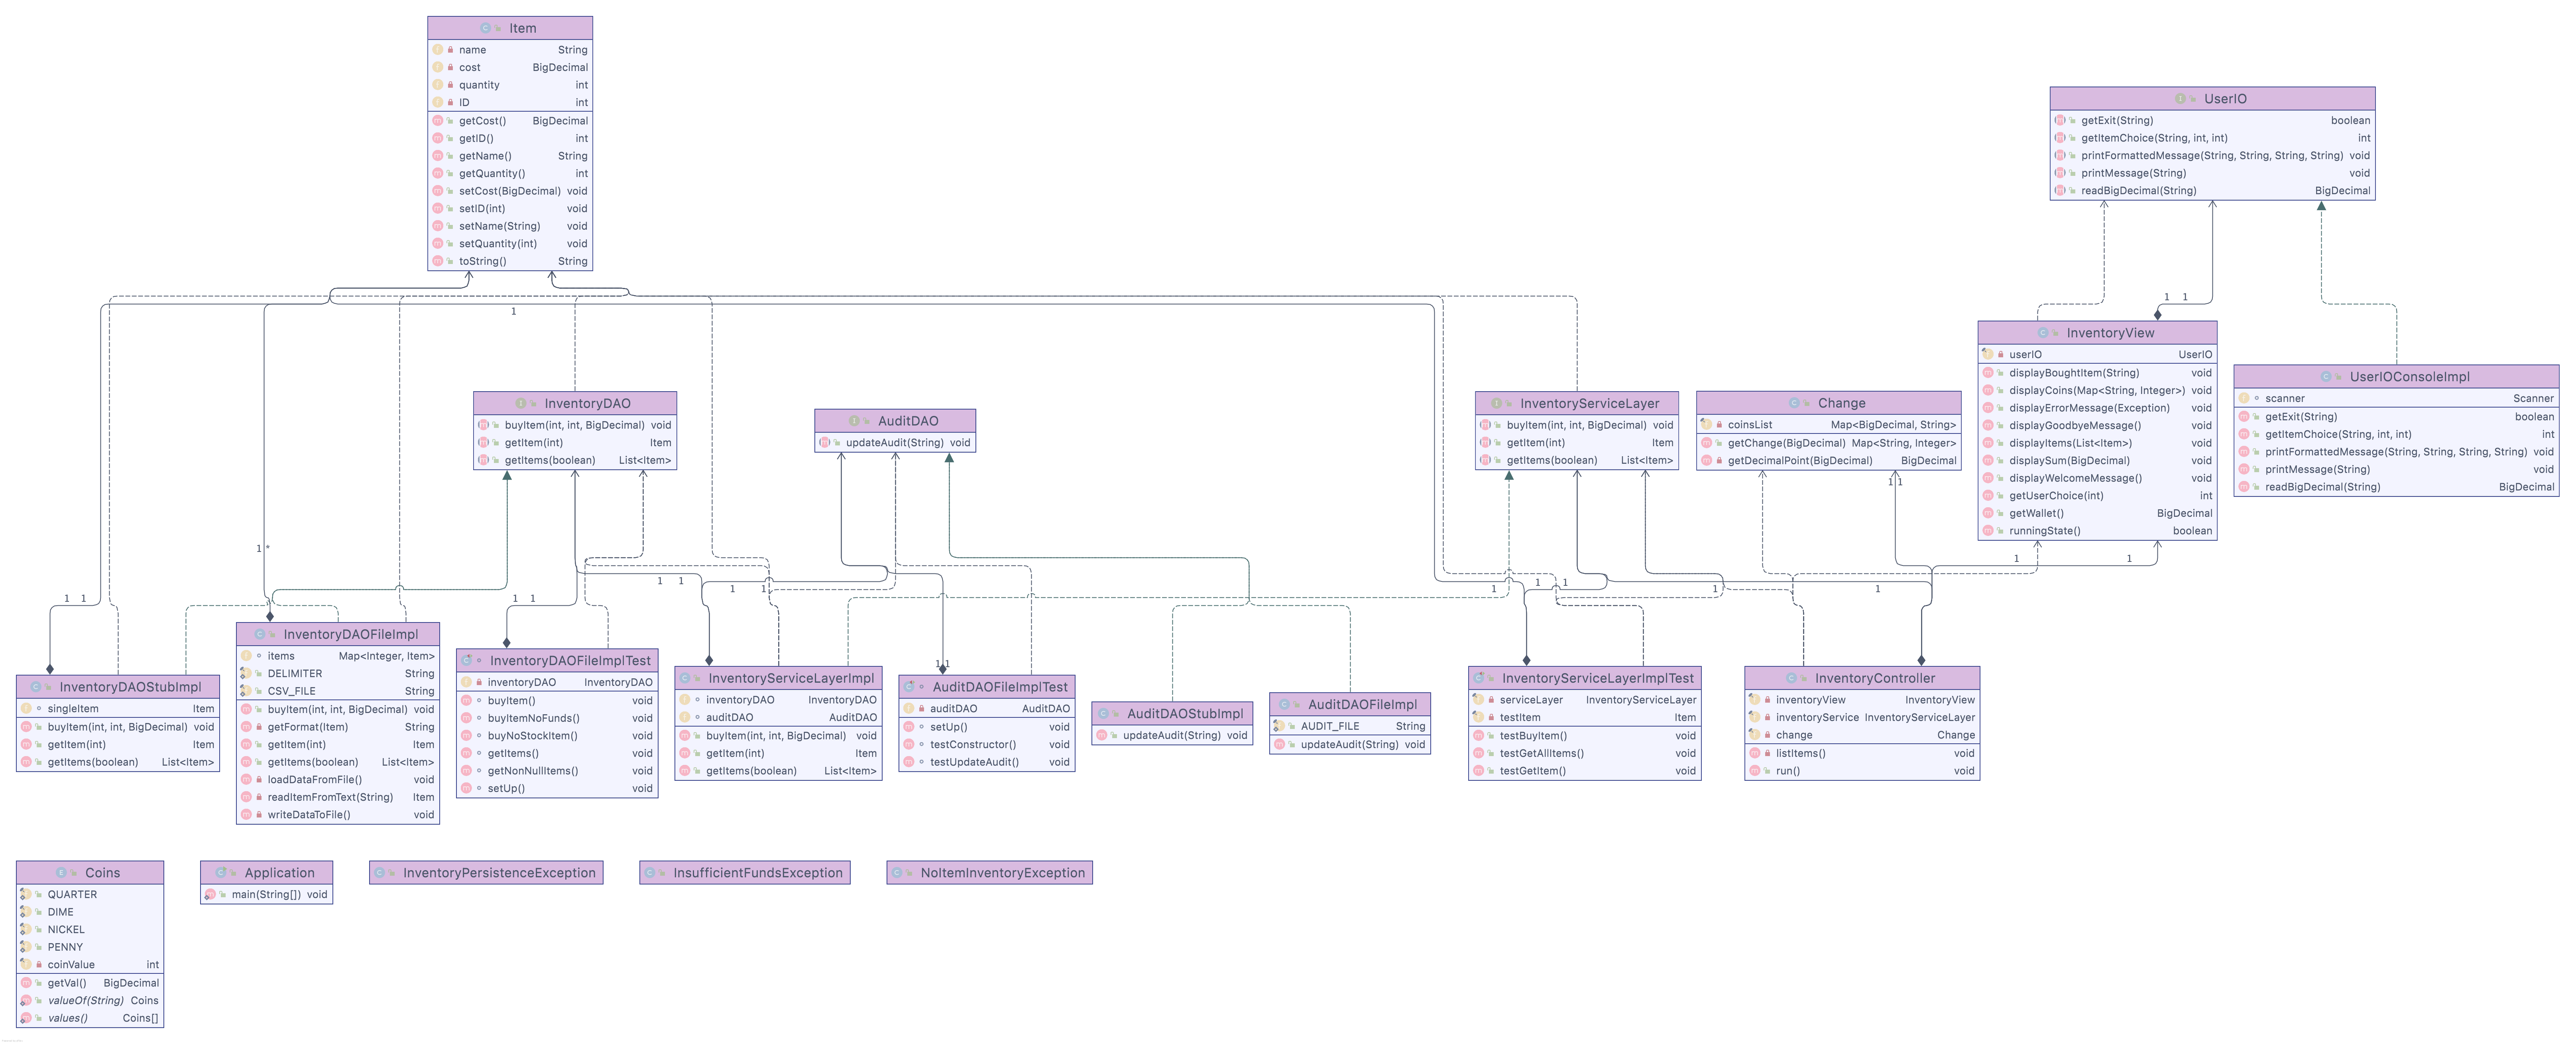 Item
name String
cost BigDecimal
quantity int
ID int
getCost() BigDecimal
getID() int
getName() String
getQuantity() int
setCost(BigDecimal) void
setID(int) void
setName(String) void
setQuantity(int) void
toString() String
UserIO
getExit(String) boolean
getItemChoice(String, int, int) int
printFormattedMessage(String, String, String, String) void
printMessage(String) void
readBigDecimal(String) BigDecimal
1 1
1
InventoryView
userIO UserIO
displayBoughtItem(String) void
displayCoins(Map<String, Integer>) void
displayErrorMessage(Exception) void
displayGoodbyeMessage() void
displayItems(List<Item>) void
displaySum(BigDecimal) void
displayWelcomeMessage() void
getUserChoice(int) int
getWallet() BigDecimal
runningState() boolean
UserIOConsoleImpl
scanner Scanner
getExit(String) boolean
getItemChoice(String, int, int) int
printFormattedMessage(String, String, String, String) void
printMessage(String) void
readBigDecimal(String) BigDecimal
InventoryDAO
buyItem(int, int, BigDecimal) void
getItem(int) Item
getItems(boolean) List<Item>
AuditDAO
updateAudit(String) void
InventoryServiceLayer
buyItem(int, int, BigDecimal) void
getItem(int) Item
getItems(boolean) List<Item>
Change
coinsList Map<BigDecimal, String>
getChange(BigDecimal) Map<String, Integer>
getDecimalPoint(BigDecimal) BigDecimal
1 1
1 *
1 1
1 1
1 1
1 1
1 1
1 1
1 1
1 1
1 1
InventoryDAOStubImpl
singleItem Item
buyItem(int, int, BigDecimal) void
getItem(int) Item
getItems(boolean) List<Item>
InventoryDAOFileImpl
items Map<Integer, Item>
DELIMITER String
CSV_FILE String
buyItem(int, int, BigDecimal) void
getFormat(Item) String
getItem(int) Item
getItems(boolean) List<Item>
loadDataFromFile() void
readItemFromText(String) Item
writeDataToFile() void
InventoryDAOFileImplTest
inventoryDAO InventoryDAO
buyItem() void
buyItemNoFunds() void
buyNoStockItem() void
getItems() void
getNonNullItems() void
setUp() void
InventoryServiceLayerImpl
inventoryDAO InventoryDAO
auditDAO AuditDAO
buyItem(int, int, BigDecimal) void
getItem(int) Item
getItems(boolean) List<Item>
AuditDAOFileImplTest
auditDAO AuditDAO
setUp() void
testConstructor() void
testUpdateAudit() void
AuditDAOStubImpl
updateAudit(String) void
AuditDAOFileImpl
AUDIT_FILE String
updateAudit(String) void
InventoryServiceLayerImplTest
serviceLayer InventoryServiceLayer
testItem Item
testBuyItem() void
testGetAllItems() void
testGetItem() void
InventoryController
inventoryView InventoryView
inventoryService InventoryServiceLayer
change Change
listItems() void
run() void
Coins
QUARTER
DIME
NICKEL
PENNY
coinValue int
getVal() BigDecimal
valueOf(String) Coins
values() Coins[]
Application
main(String[]) void
InventoryPersistenceException
InsufficientFundsException
NoItemInventoryException